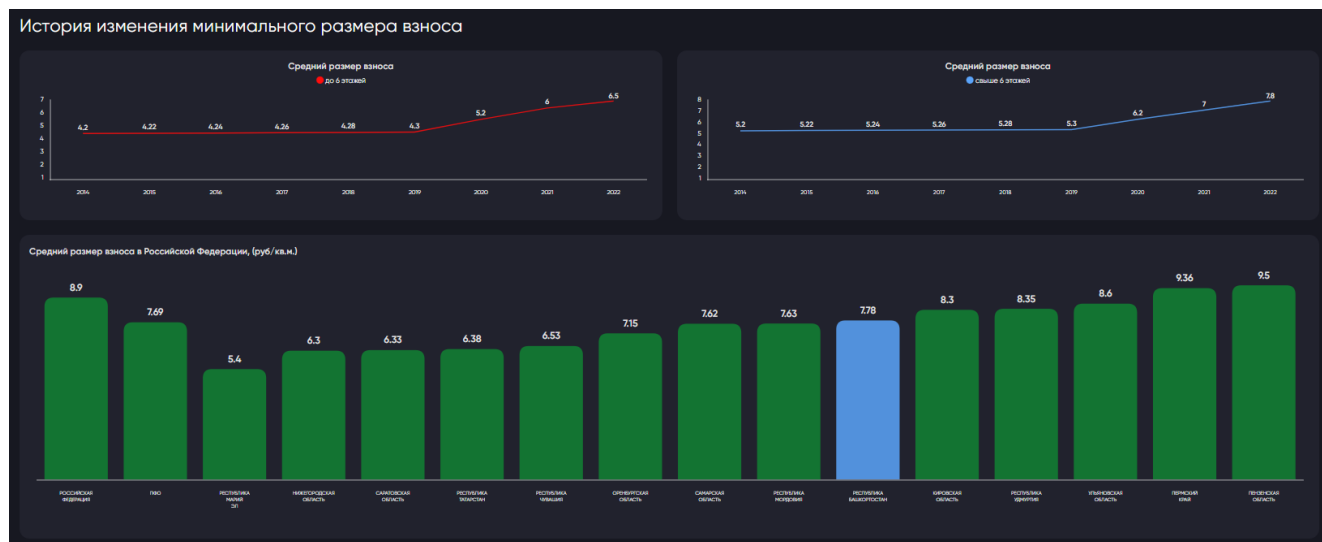 История изменения минимального размера взноса
Средний размер взноса
до 6 этажей
7
6
5
4
3
2
1
4.2
4.22
4.24
4.26
4.28
4.3
5.2
6
6.5
2014
2015
2016
2017
2018
2019
2020
2021
2022
Средний размер взноса
свыше 6 этажей
8
7
6
5
4
3
2
1
5.2
5.22
5.24
5.26
5.28
5.3
6.2
7
7.8
2014
2015
2016
2017
2018
2019
2020
2021
2022
Средний размер взноса в Российской Федерации, (руб/кв.м.)
8.9
7.69
5.4
6.3
6.33
6.38
6.53
7.15
7.62
7.63
7.78
8.3
8.35
8.6
9.36
9.5
РОССИЙСКАЯ
ФЕДЕРАЦИЯ
ПФО
РЕСПУБЛИКА
МАРИЙ
ЭЛ
НИЖЕГОРОДСКАЯ
ОБЛАСТЬ
САРАТОВСКАЯ
ОБЛАСТЬ
РЕСПУБЛИКА
ТАТАРСТАН
РЕСПУБЛИКА
ЧУВАШИЯ
ОРЕНБУРГСКАЯ
ОБЛАСТЬ
САМАРСКАЯ
ОБЛАСТЬ
РЕСПУБЛИКА
МОРДОВИЯ
РЕСПУБЛИКА
БАШКОРТОСТАН
КИРОВСКАЯ
ОБЛАСТЬ
РЕСПУБЛИКА
УДМУРТИЯ
УЛЬЯНОВСКАЯ
ОБЛАСТЬ
ПЕРМСКИЙ
КРАЙ
ПЕНЗЕНСКАЯ
ОБЛАСТЬ